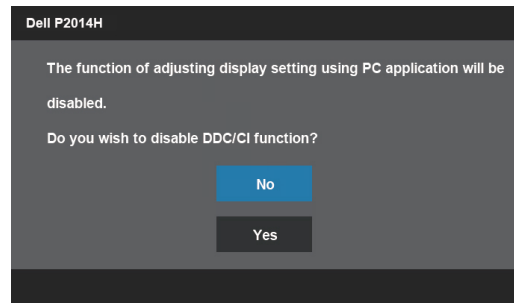 Dell P2014H
The function of adjusting display setting using PC application will be
disabled.
Do you wish to disable DDC/CI function?
No
Yes